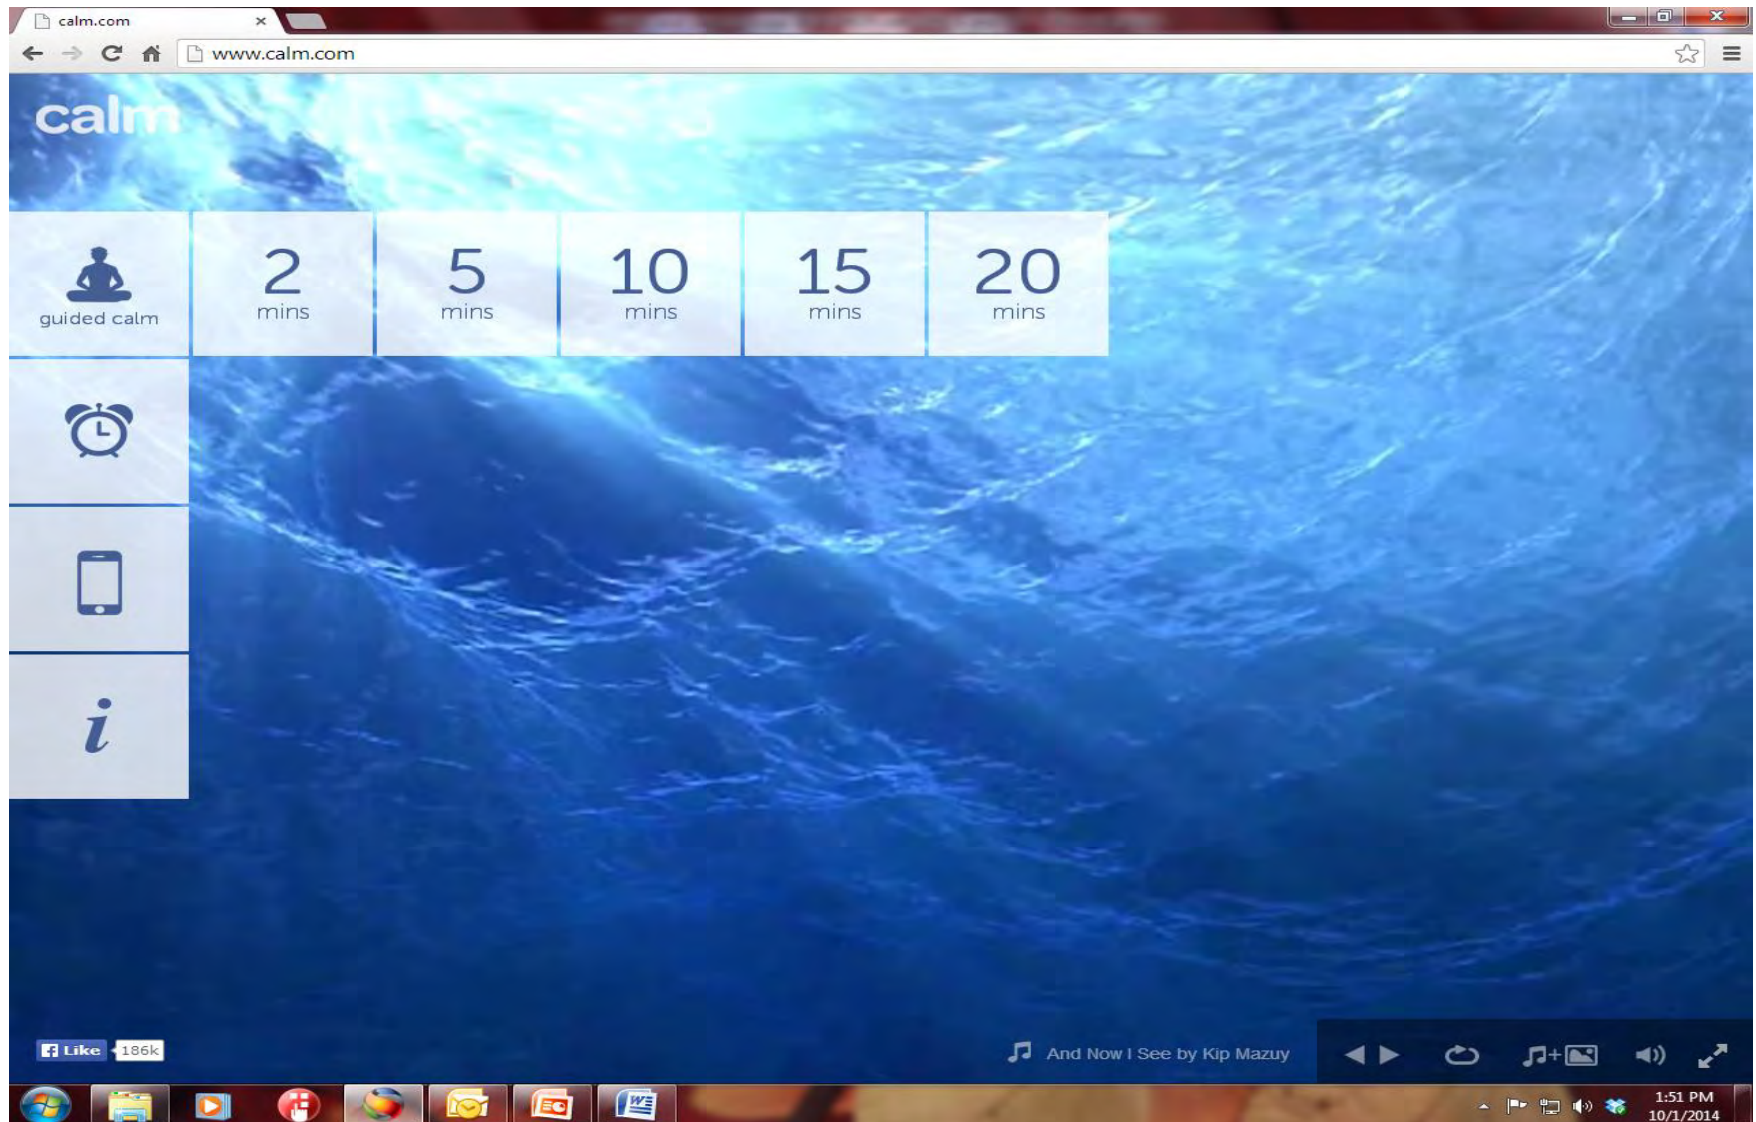 calm.com
www.calm.com
calm
guided calm
2
mins
5
mins
10
mins
15
mins
20
mins
i
Like
186k
And Now I See by Kip Mazuy
1:51 PM
10/1/2014